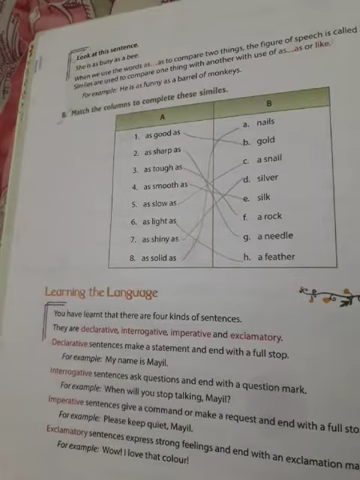 Look at this sentence.
She is as busy as a bee.
When we use the words as...as to compare two things, the figure of speech is called
Similes are used to compare one thing with another with use of as...as or like.
For example: He is as funny as a barrel of monkeys.
B. Match the columns to complete these similes.
A B
1. as good as a. nails
2. as sharp as b. gold
3. as tough as c. a snail
4. as smooth as d. silver
5. as slow as e. silk
6. as light as f. a rock
7. as shiny as g. a needle
8. as solid as h. a feather
Learning the Language
You have learnt that there are four kinds of sentences.
They are declarative, interrogative, imperative and exclamatory.
Declarative sentences make a statement and end with a full stop.
For example: My name is Mayil.
Interrogative sentences ask questions and end with a question mark.
For example: When will you stop talking, Mayil?
Imperative sentences give a command or make a request and end with a full sto
For example: Please keep quiet, Mayil.
Exclamatory sentences express strong feelings and end with an exclamation ma
For example: Wow! I love that colour!